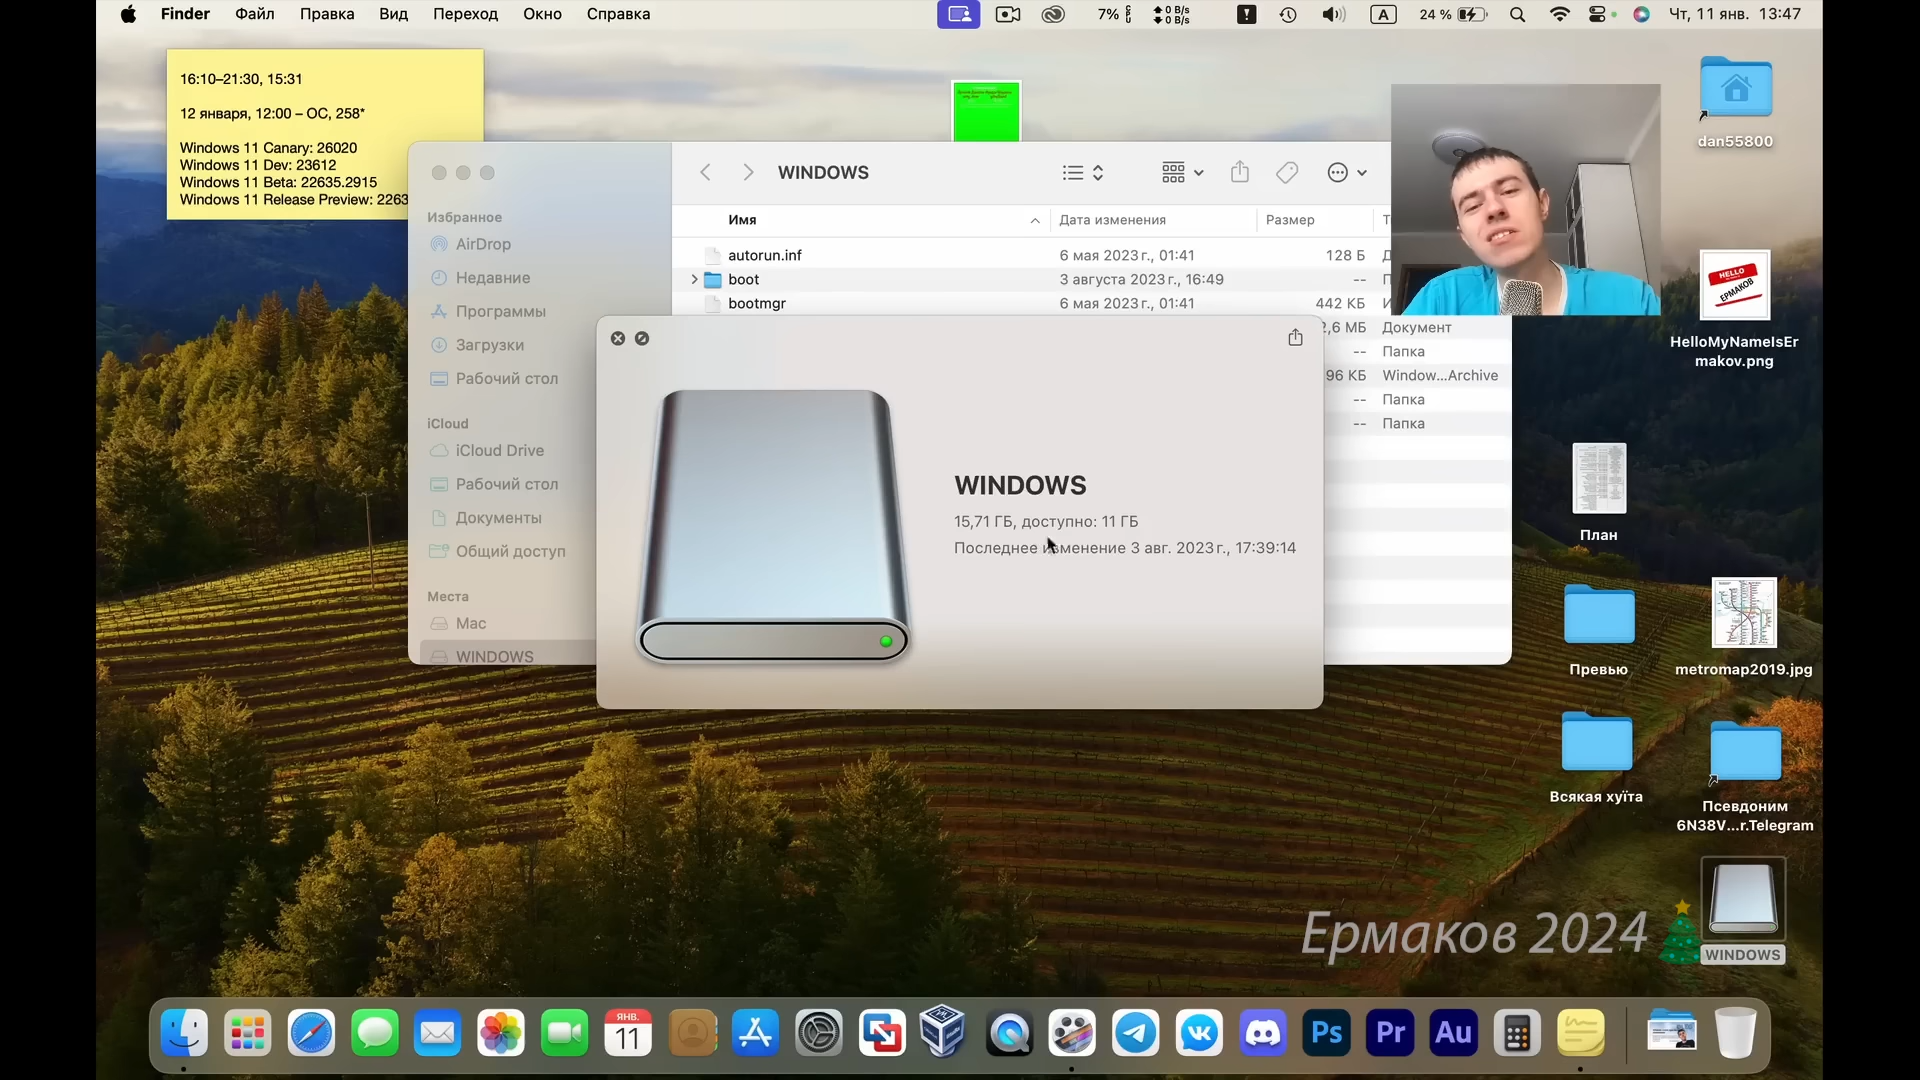 Finder Файл Правка Вид Переход Окно Справка
7% 0 B/s 0 B/s A 24 % Чт, 11 янв. 13:47
16:10–21:30, 15:31
12 января, 12:00 – ОС, 258*
Windows 11 Canary: 26020
Windows 11 Dev: 23612
Windows 11 Beta: 22635.2915
Windows 11 Release Preview: 2263
WINDOWS
Избранное
AirDrop
Недавние
Программы
Загрузки
Рабочий стол
iCloud
iCloud Drive
Рабочий стол
Документы
Общий доступ
Места
Mac
WINDOWS
Имя Дата изменения Размер Т
autorun.inf 6 мая 2023 г., 01:41 128 Б Д
boot 3 августа 2023 г., 16:49 -- П
bootmgr 6 мая 2023 г., 01:41 442 КБ И
2,6 МБ Документ
-- Папка
96 КБ Window...Archive
-- Папка
-- Папка
WINDOWS
15,71 ГБ, доступно: 11 ГБ
Последнее изменение 3 авг. 2023 г., 17:39:14
dan55800
HELLO
ЕРМАКОВ
HelloMyNameIsEr
makov.png
План
Превью
metromap2019.jpg
Всякая хуїта
Псевдоним
6N38V...r.Telegram
WINDOWS
Ермаков 2024
ЯНВ.
11
Ps Pr Au